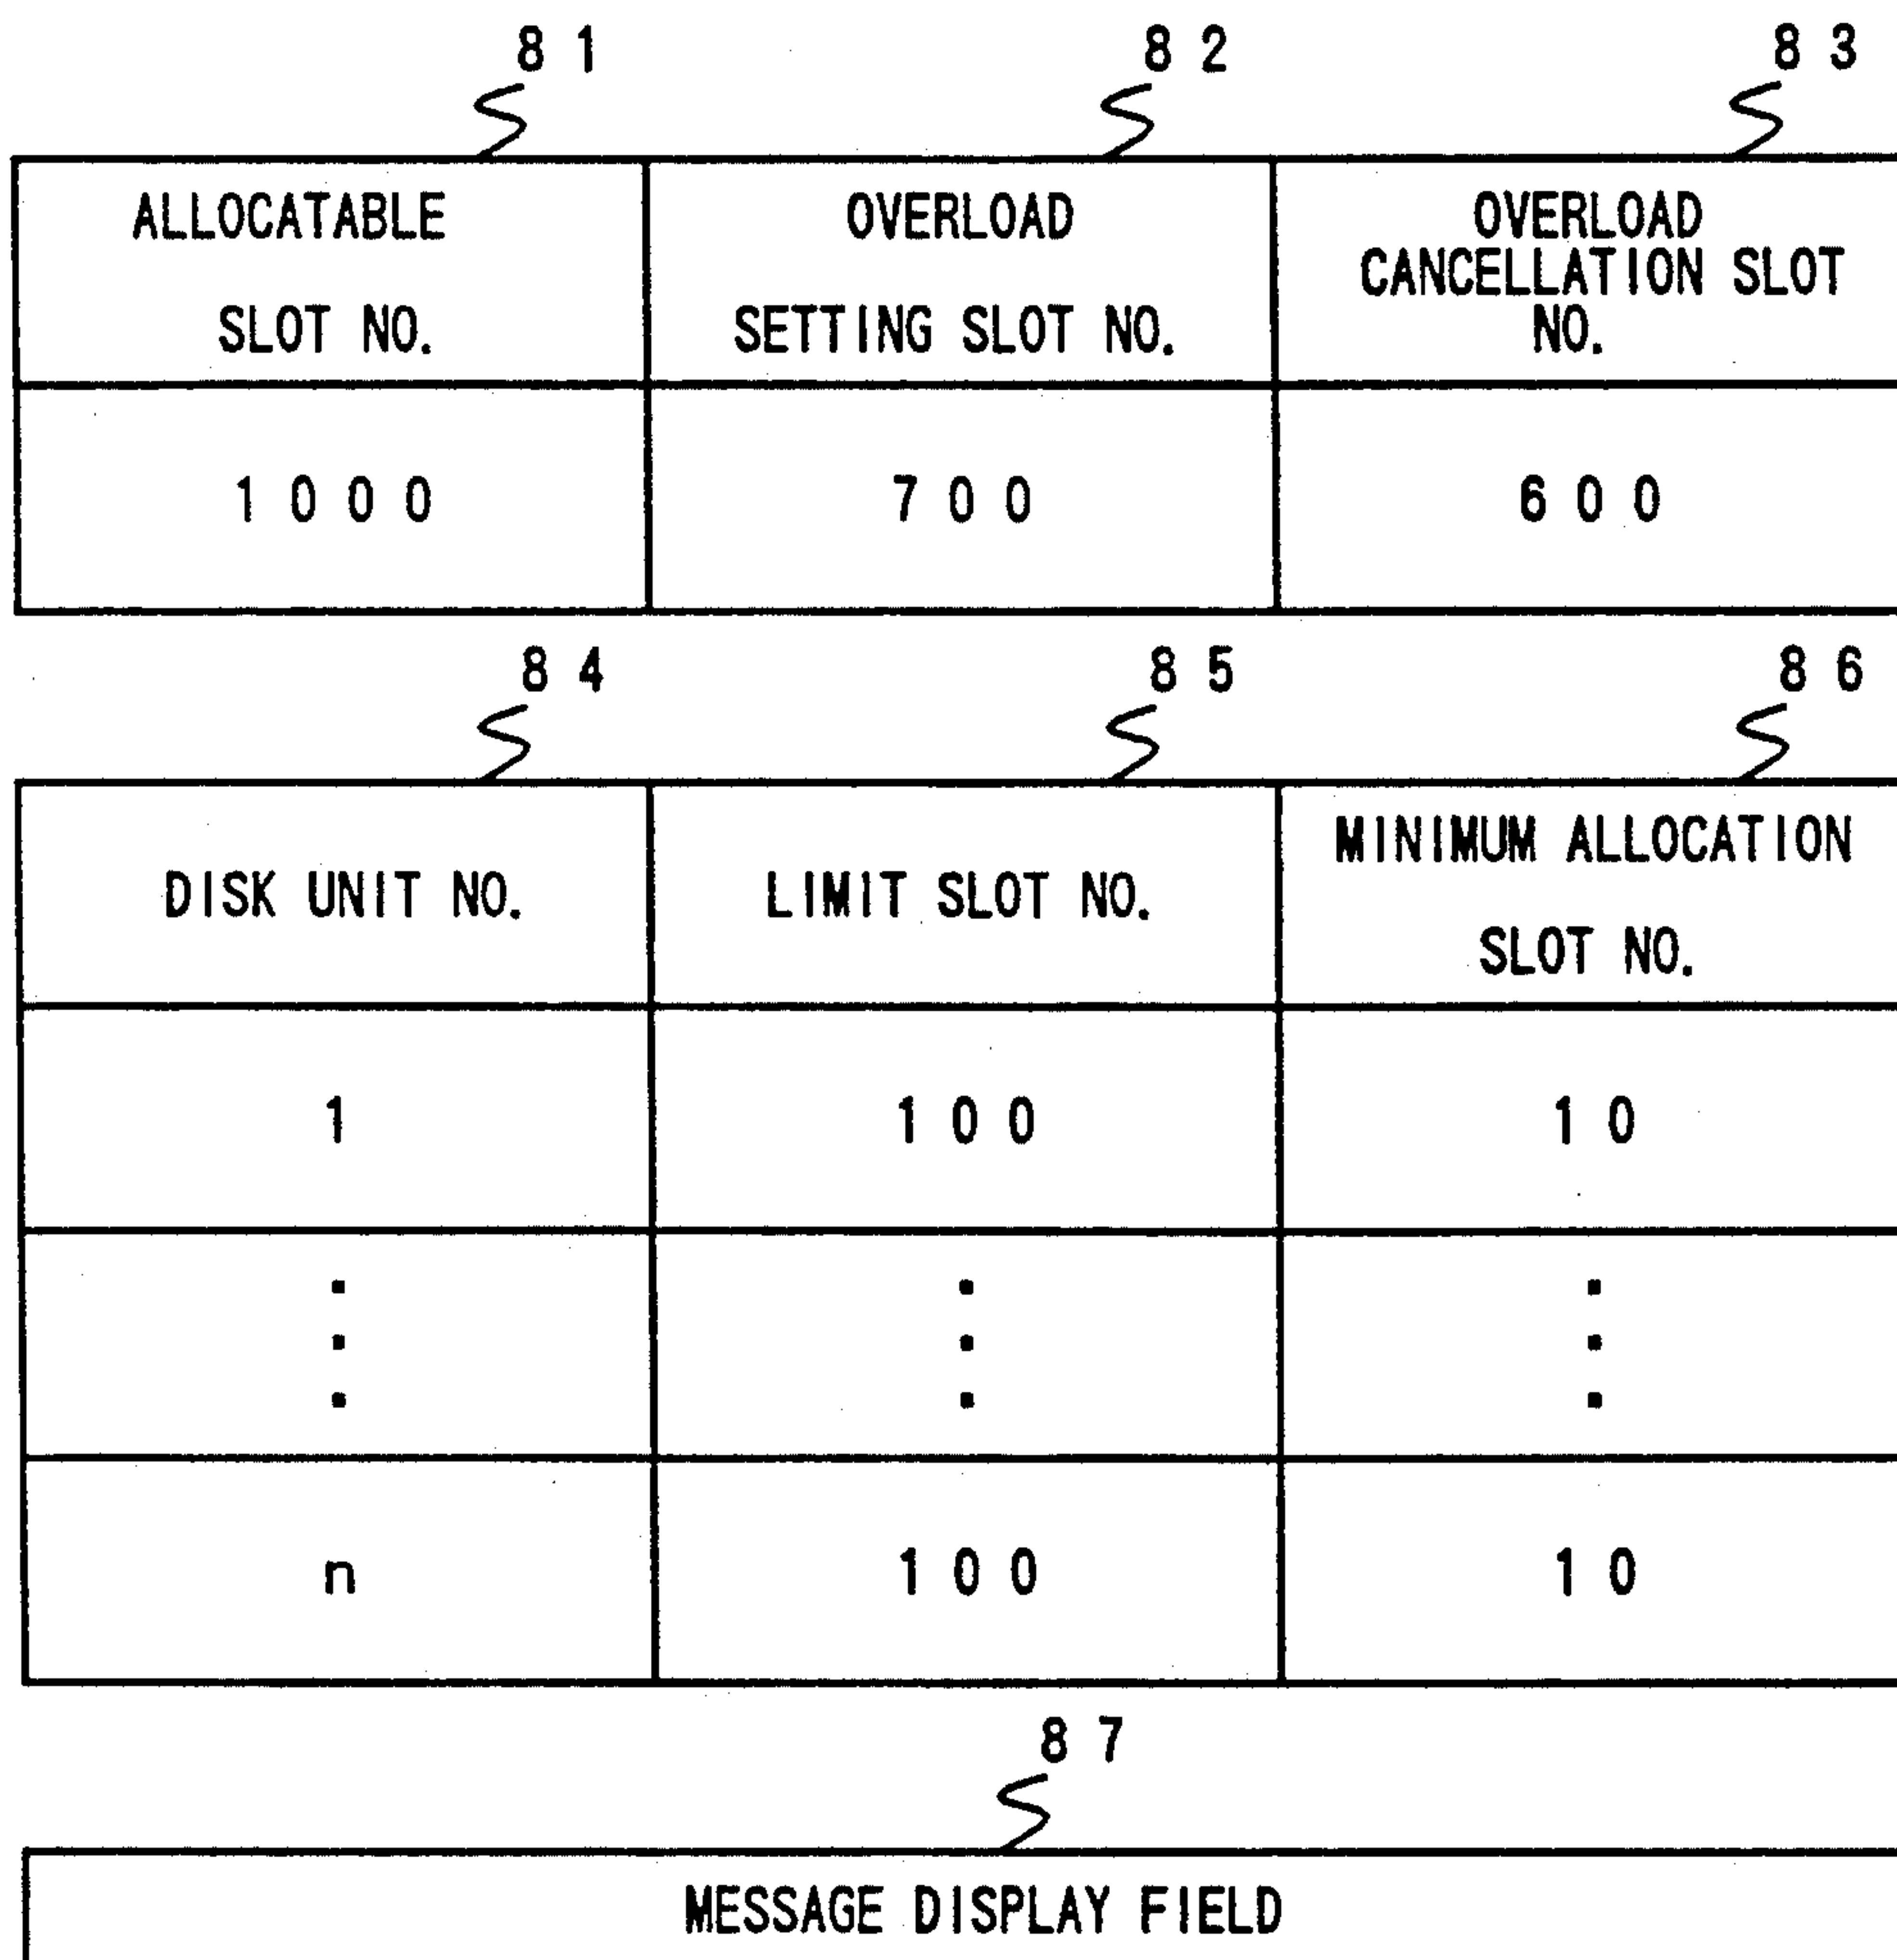 81 82 83
ALLOCATABLE OVERLOAD OVERLOAD
CANCELLATION SLOT
SLOT NO. SETTING SLOT NO. NO.
1000 700 600
84 85 86
MINIMUM ALLOCATION
DISK UNIT NO. LIMIT SLOT NO.
SLOT NO.
1 100 10
n 100 10
87
MESSAGE DISPLAY FIELD